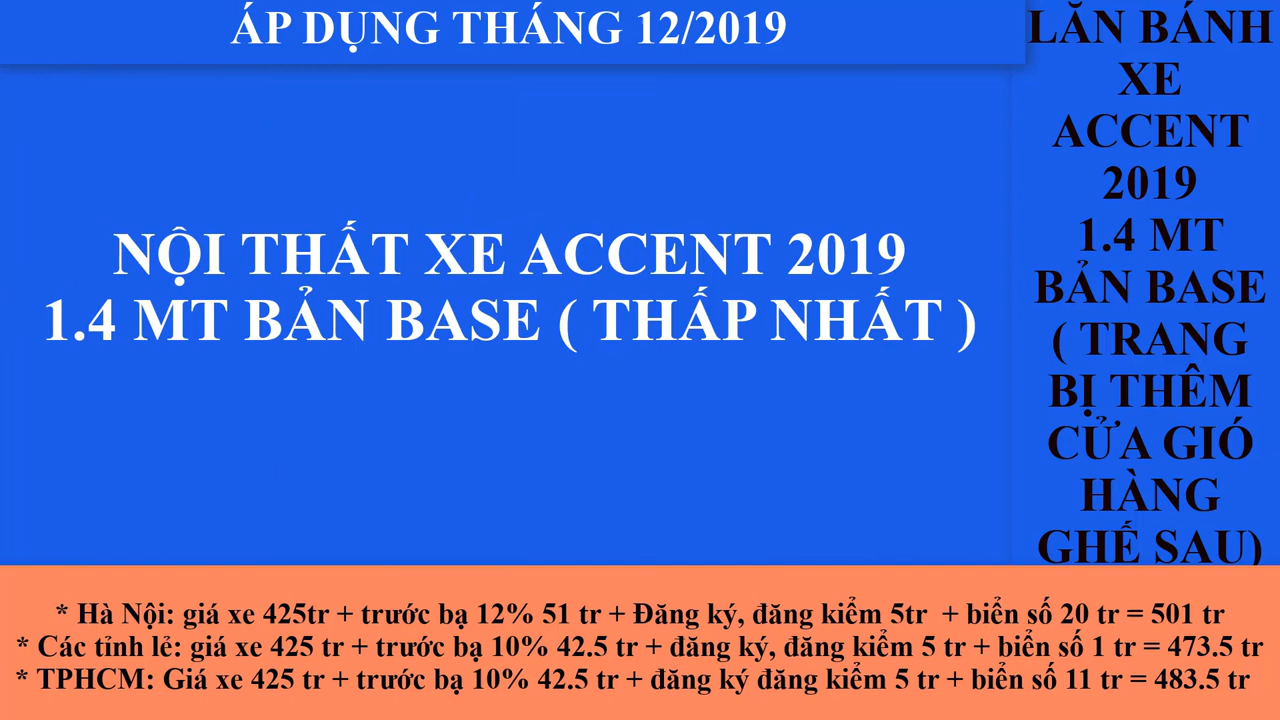 ÁP DỤNG THÁNG 12/2019
NỘI THẤT XE ACCENT 2019
1.4 MT BẢN BASE ( THẤP NHẤT )
LĂN BÁNH
XE
ACCENT
2019
1.4 MT
BẢN BASE
( TRANG
BỊ THÊM
CỬA GIÓ
HÀNG
GHẾ SAU)
* Hà Nội: giá xe 425tr + trước bạ 12% 51 tr + Đăng ký, đăng kiểm 5tr + biển số 20 tr = 501 tr
* Các tỉnh lẻ: giá xe 425 tr + trước bạ 10% 42.5 tr + đăng ký, đăng kiểm 5 tr + biển số 1 tr = 473.5 tr
* TPHCM: Giá xe 425 tr + trước bạ 10% 42.5 tr + đăng ký đăng kiểm 5 tr + biển số 11 tr = 483.5 tr